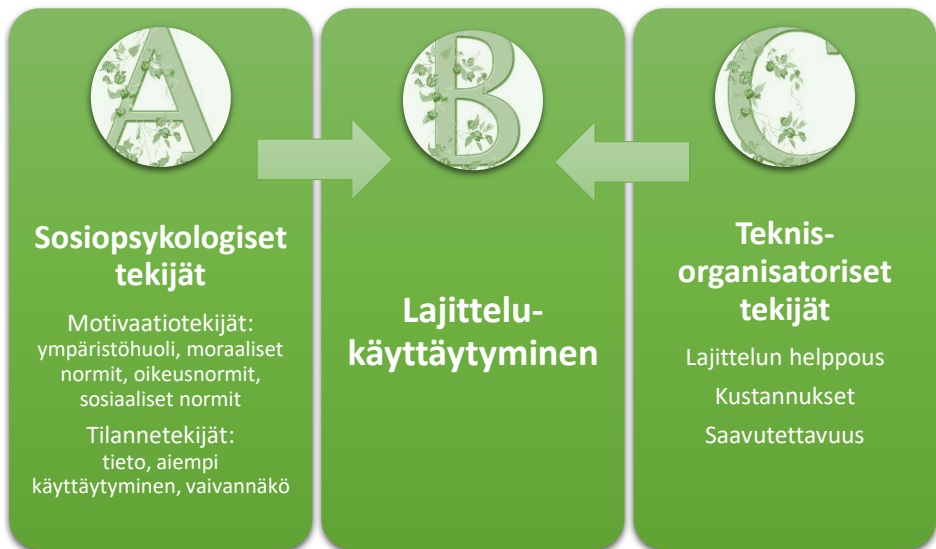 A
Sosiopsykologiset
tekijät
Motivaatiotekijät:
ympäristöhuoli, moraaliset
normit, oikeusnormit,
sosiaaliset normit
Tilannetekijät:
tieto, aiempi
käyttäytyminen, vaivannäkö
B
Lajittelu-
käyttäytyminen
C
Teknis-
organisatoriset
tekijät
Lajittelun helppous
Kustannukset
Saavutettavuus